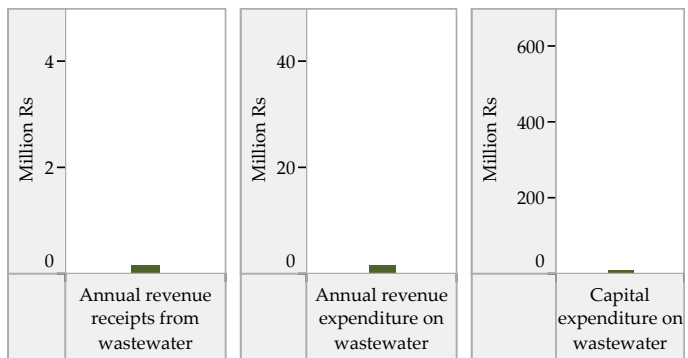 4
2
0
Million Rs
Annual revenue
receipts from
wastewater
40
20
0
Million Rs
Annual revenue
expenditure on
wastewater
600
400
200
0
Million Rs
Capital
expenditure on
wastewater